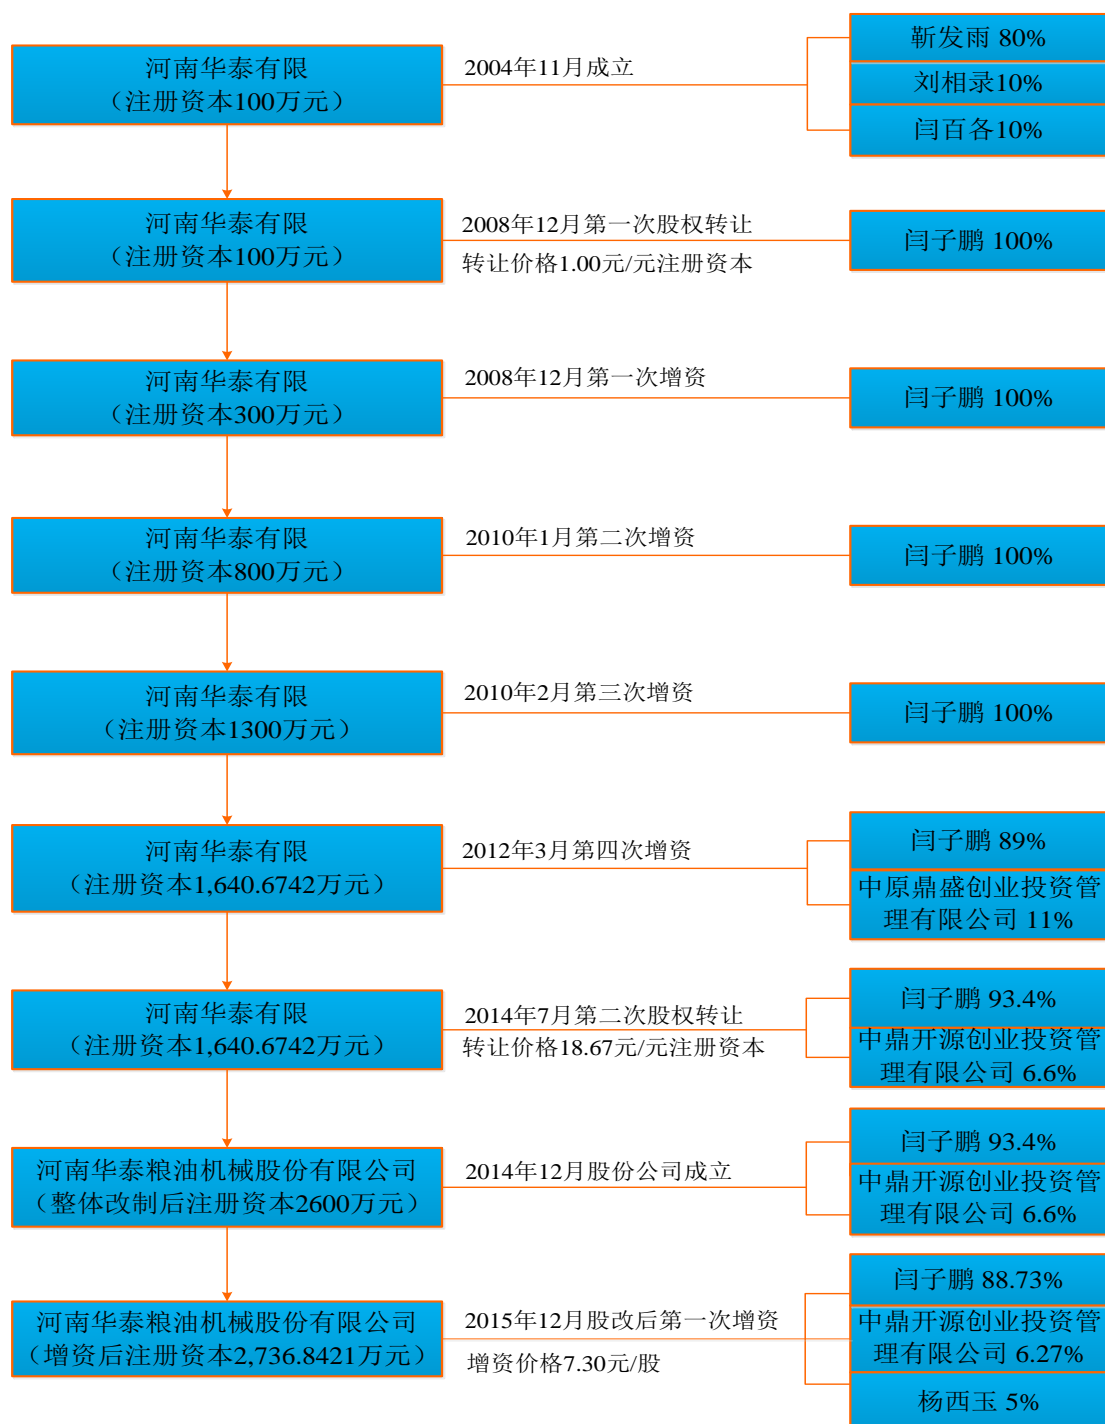 河南华泰有限
（注册资本100万元）
2004年11月成立
靳发雨 80%
刘相录10%
闫百各10%
河南华泰有限
（注册资本100万元）
2008年12月第一次股权转让
转让价格1.00元/元注册资本
闫子鹏 100%
河南华泰有限
（注册资本300万元）
2008年12月第一次增资
闫子鹏 100%
河南华泰有限
（注册资本800万元）
2010年1月第二次增资
闫子鹏 100%
河南华泰有限
（注册资本1300万元）
2010年2月第三次增资
闫子鹏 100%
河南华泰有限
（注册资本1,640.6742万元）
2012年3月第四次增资
闫子鹏 89%
中原鼎盛创业投资管
理有限公司 11%
河南华泰有限
（注册资本1,640.6742万元）
2014年7月第二次股权转让
转让价格18.67元/元注册资本
闫子鹏 93.4%
中鼎开源创业投资管
理有限公司 6.6%
河南华泰粮油机械股份有限公司
（整体改制后注册资本2600万元）
2014年12月股份公司成立
闫子鹏 93.4%
中鼎开源创业投资管
理有限公司 6.6%
河南华泰粮油机械股份有限公司
（增资后注册资本2,736.8421万元）
2015年12月股改后第一次增资
增资价格7.30元/股
闫子鹏 88.73%
中鼎开源创业投资管
理有限公司 6.27%
杨西玉 5%